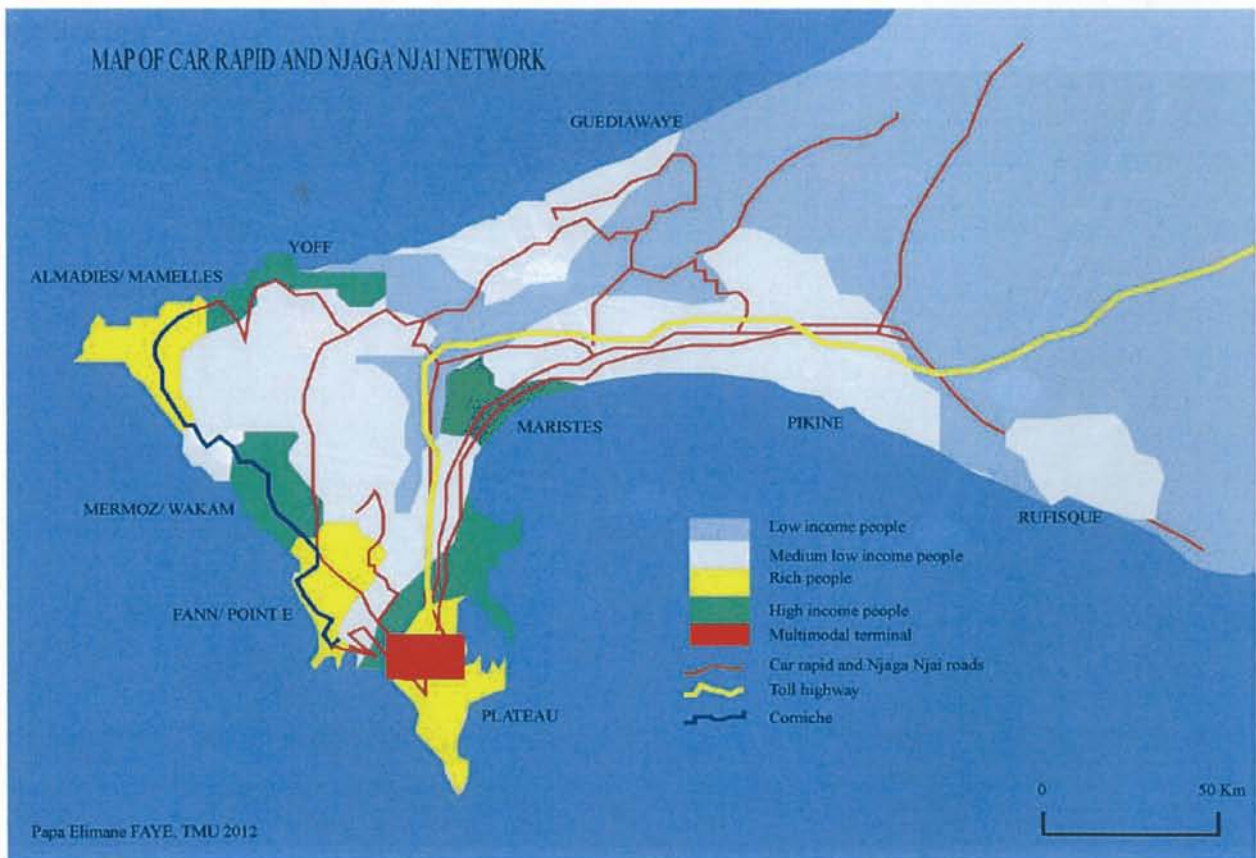 MAP OF CAR RAPID AND NJAGA NJAI NETWORK
GUEDIAWAYE
YOFF
ALMADIES/ MAMELLES
MARISTES
PIKINE
MERMOZ/ WAKAM
RUFISQUE
FANN/ POINT E
PLATEAU
Low income people
Medium low income people
Rich people
High income people
Multimodal terminal
Car rapid and Njaga Njai roads
Toll highway
Corniche
0 50 Km
Papa Elimane FAYE, TMU 2012